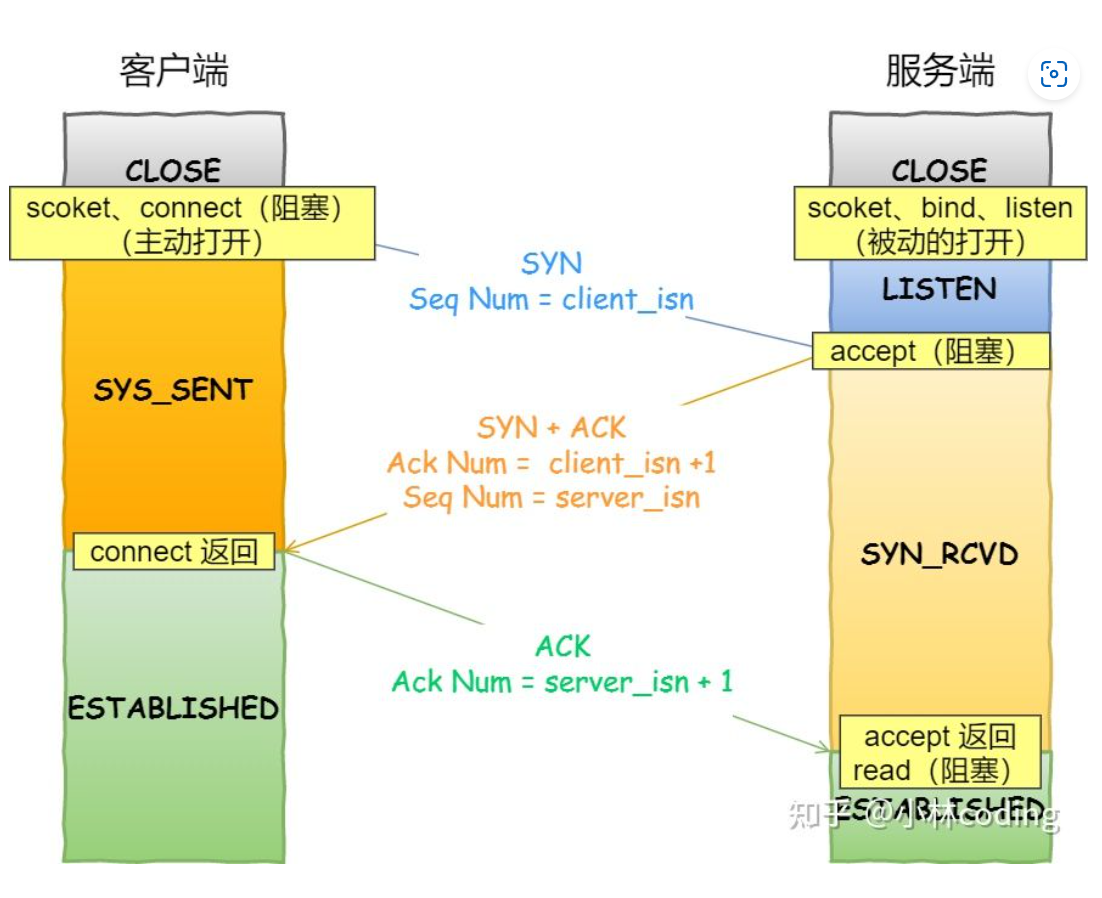 客户端
服务端
CLOSE
CLOSE
scoket、connect（阻塞）
（主动打开）
scoket、bind、listen
（被动的打开）
SYN
Seq Num = client_isn
LISTEN
accept（阻塞）
SYS_SENT
SYN + ACK
Ack Num = client_isn +1
Seq Num = server_isn
connect 返回
SYN_RCVD
ACK
Ack Num = server_isn + 1
ESTABLISHED
accept 返回
read（阻塞）
ESTABLISHED
知乎 @小林coding